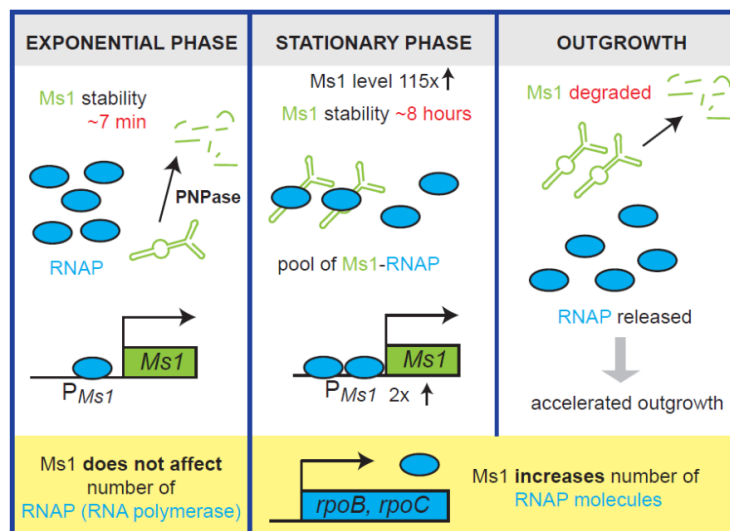 EXPONENTIAL PHASE
Ms1 stability
~7 min
PNPase
RNAP
Ms1
PMs1
Ms1 does not affect
number of
RNAP (RNA polymerase)
STATIONARY PHASE
Ms1 level 115x
Ms1 stability ~8 hours
pool of Ms1-RNAP
Ms1
PMs1 2x
OUTGROWTH
Ms1 degraded
RNAP released
accelerated outgrowth
rpoB, rpoC
Ms1 increases number of
RNAP molecules